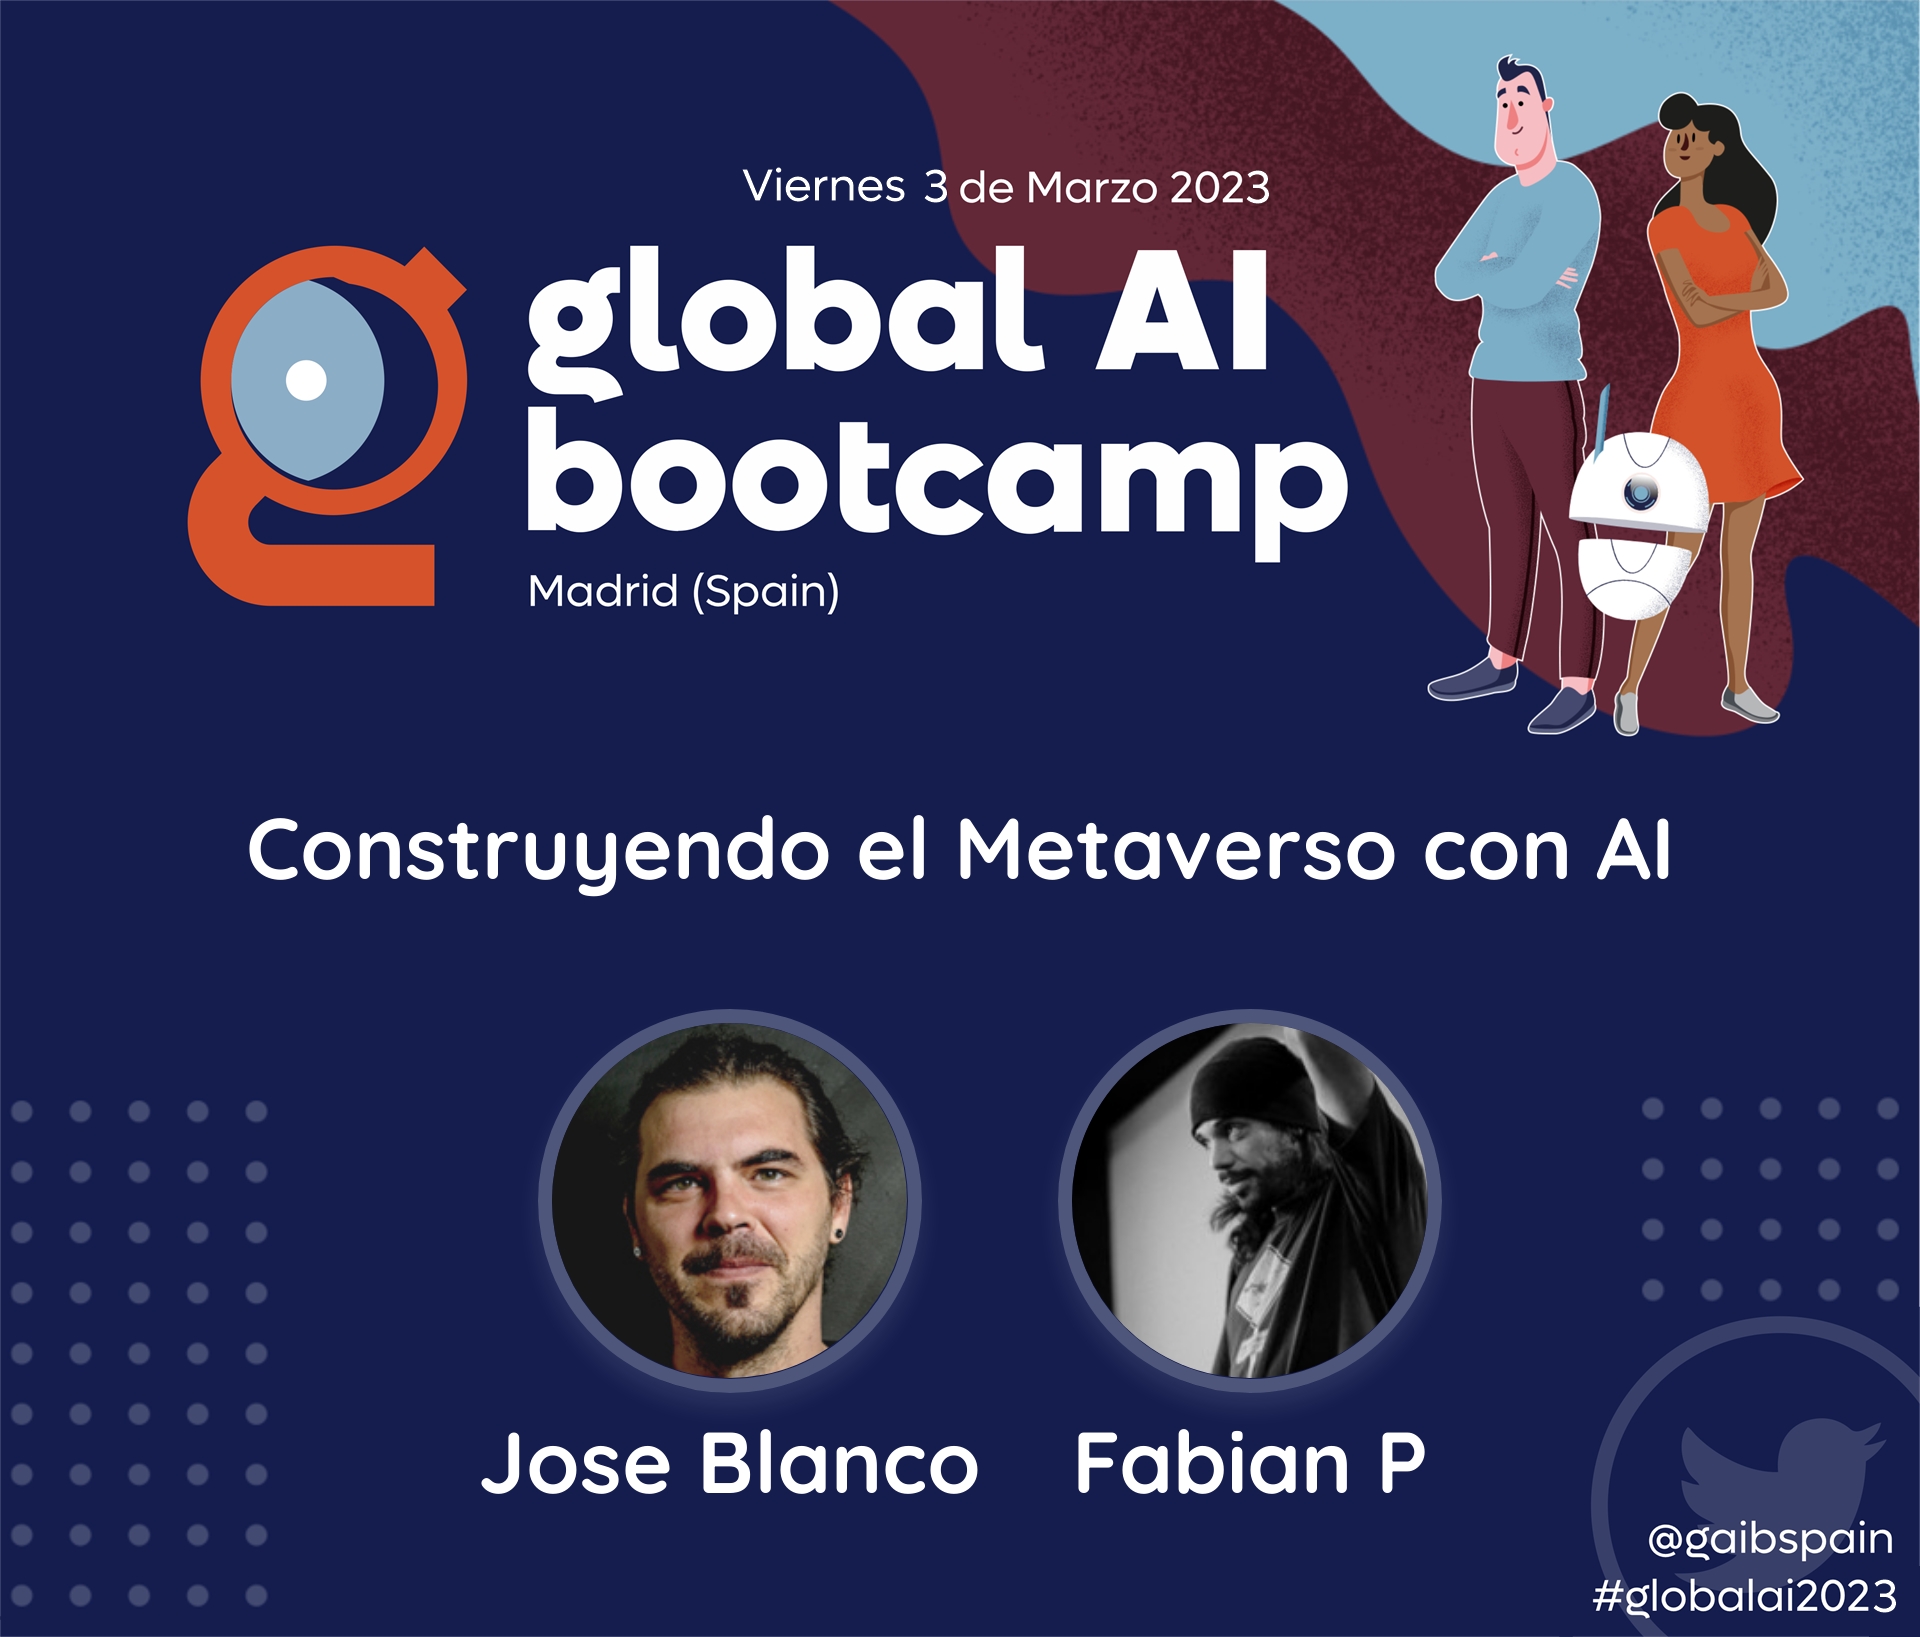 Viernes 3 de Marzo 2023
global AI
bootcamp
Madrid (Spain)
Construyendo el Metaverso con AI
Jose Blanco
Fabian P
@gaibspain
#globalai2023